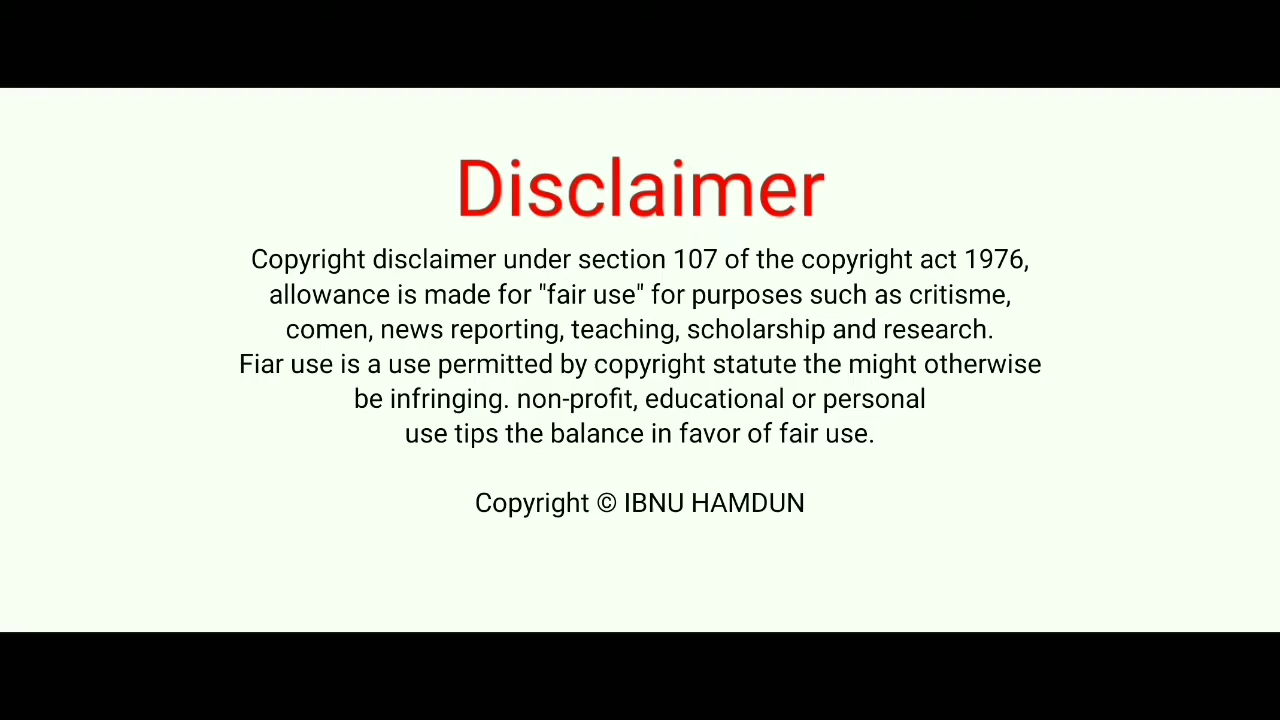 Disclaimer
Copyright disclaimer under section 107 of the copyright act 1976,
allowance is made for "fair use" for purposes such as critisme,
comen, news reporting, teaching, scholarship and research.
Fiar use is a use permitted by copyright statute the might otherwise
be infringing. non-profit, educational or personal
use tips the balance in favor of fair use.
Copyright © IBNU HAMDUN